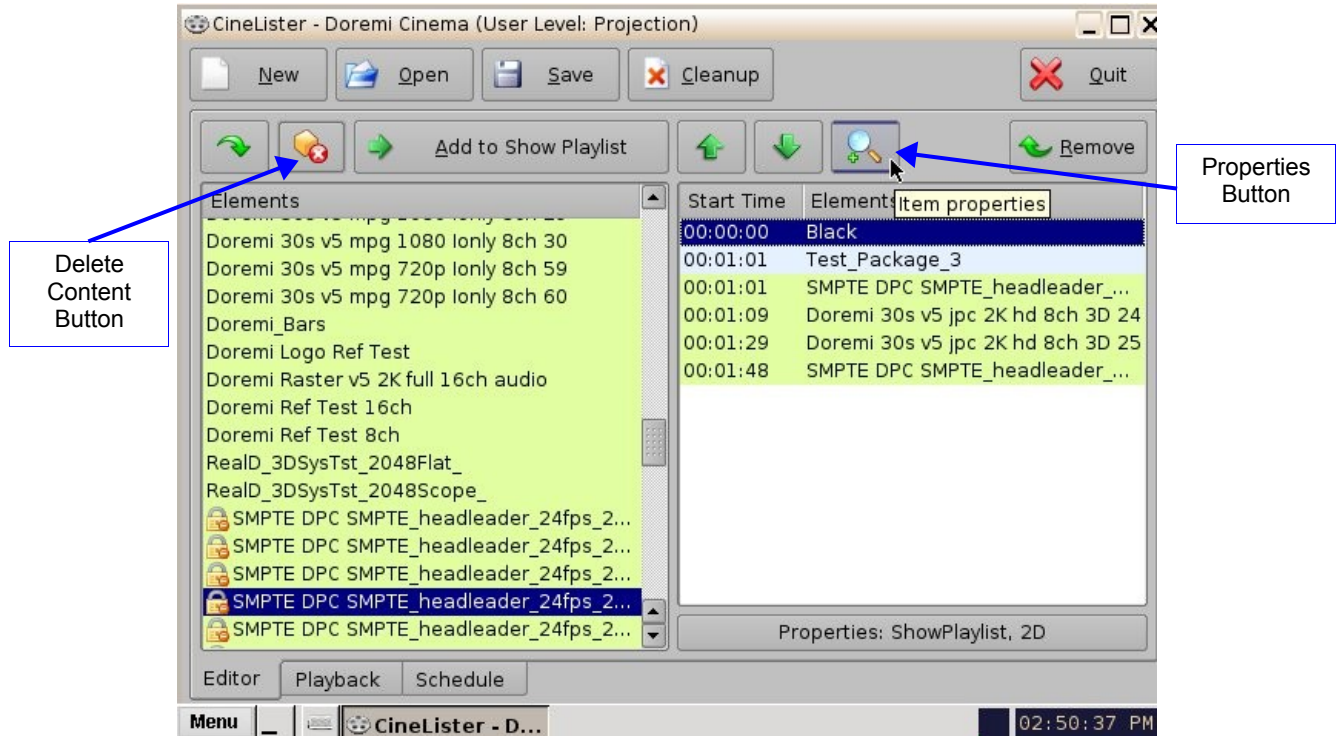 CineLister - Doremi Cinema (User Level: Projection)
New
Open
Save
Cleanup
Quit
Add to Show Playlist
Remove
Properties
Button
Delete
Content
Button
Elements
Doremi 30s v5 mpg 1080 Ionly 8ch 30
Doremi 30s v5 mpg 720p Ionly 8ch 59
Doremi 30s v5 mpg 720p Ionly 8ch 60
Doremi_Bars
Doremi Logo Ref Test
Doremi Raster v5 2K full 16ch audio
Doremi Ref Test 16ch
Doremi Ref Test 8ch
RealD_3DSysTst_2048Flat_
RealD_3DSysTst_2048Scope_
SMPTE DPC SMPTE_headleader_24fps_2...
SMPTE DPC SMPTE_headleader_24fps_2...
SMPTE DPC SMPTE_headleader_24fps_2...
SMPTE DPC SMPTE_headleader_24fps_2...
SMPTE DPC SMPTE_headleader_24fps_2...
Start Time Elements
Item properties
00:00:00 Black
00:01:01 Test_Package_3
00:01:01 SMPTE DPC SMPTE_headleader_...
00:01:09 Doremi 30s v5 jpc 2K hd 8ch 3D 24
00:01:29 Doremi 30s v5 jpc 2K hd 8ch 3D 25
00:01:48 SMPTE DPC SMPTE_headleader_...
Properties: ShowPlaylist, 2D
Editor Playback Schedule
Menu CineLister - D... 02:50:37 PM